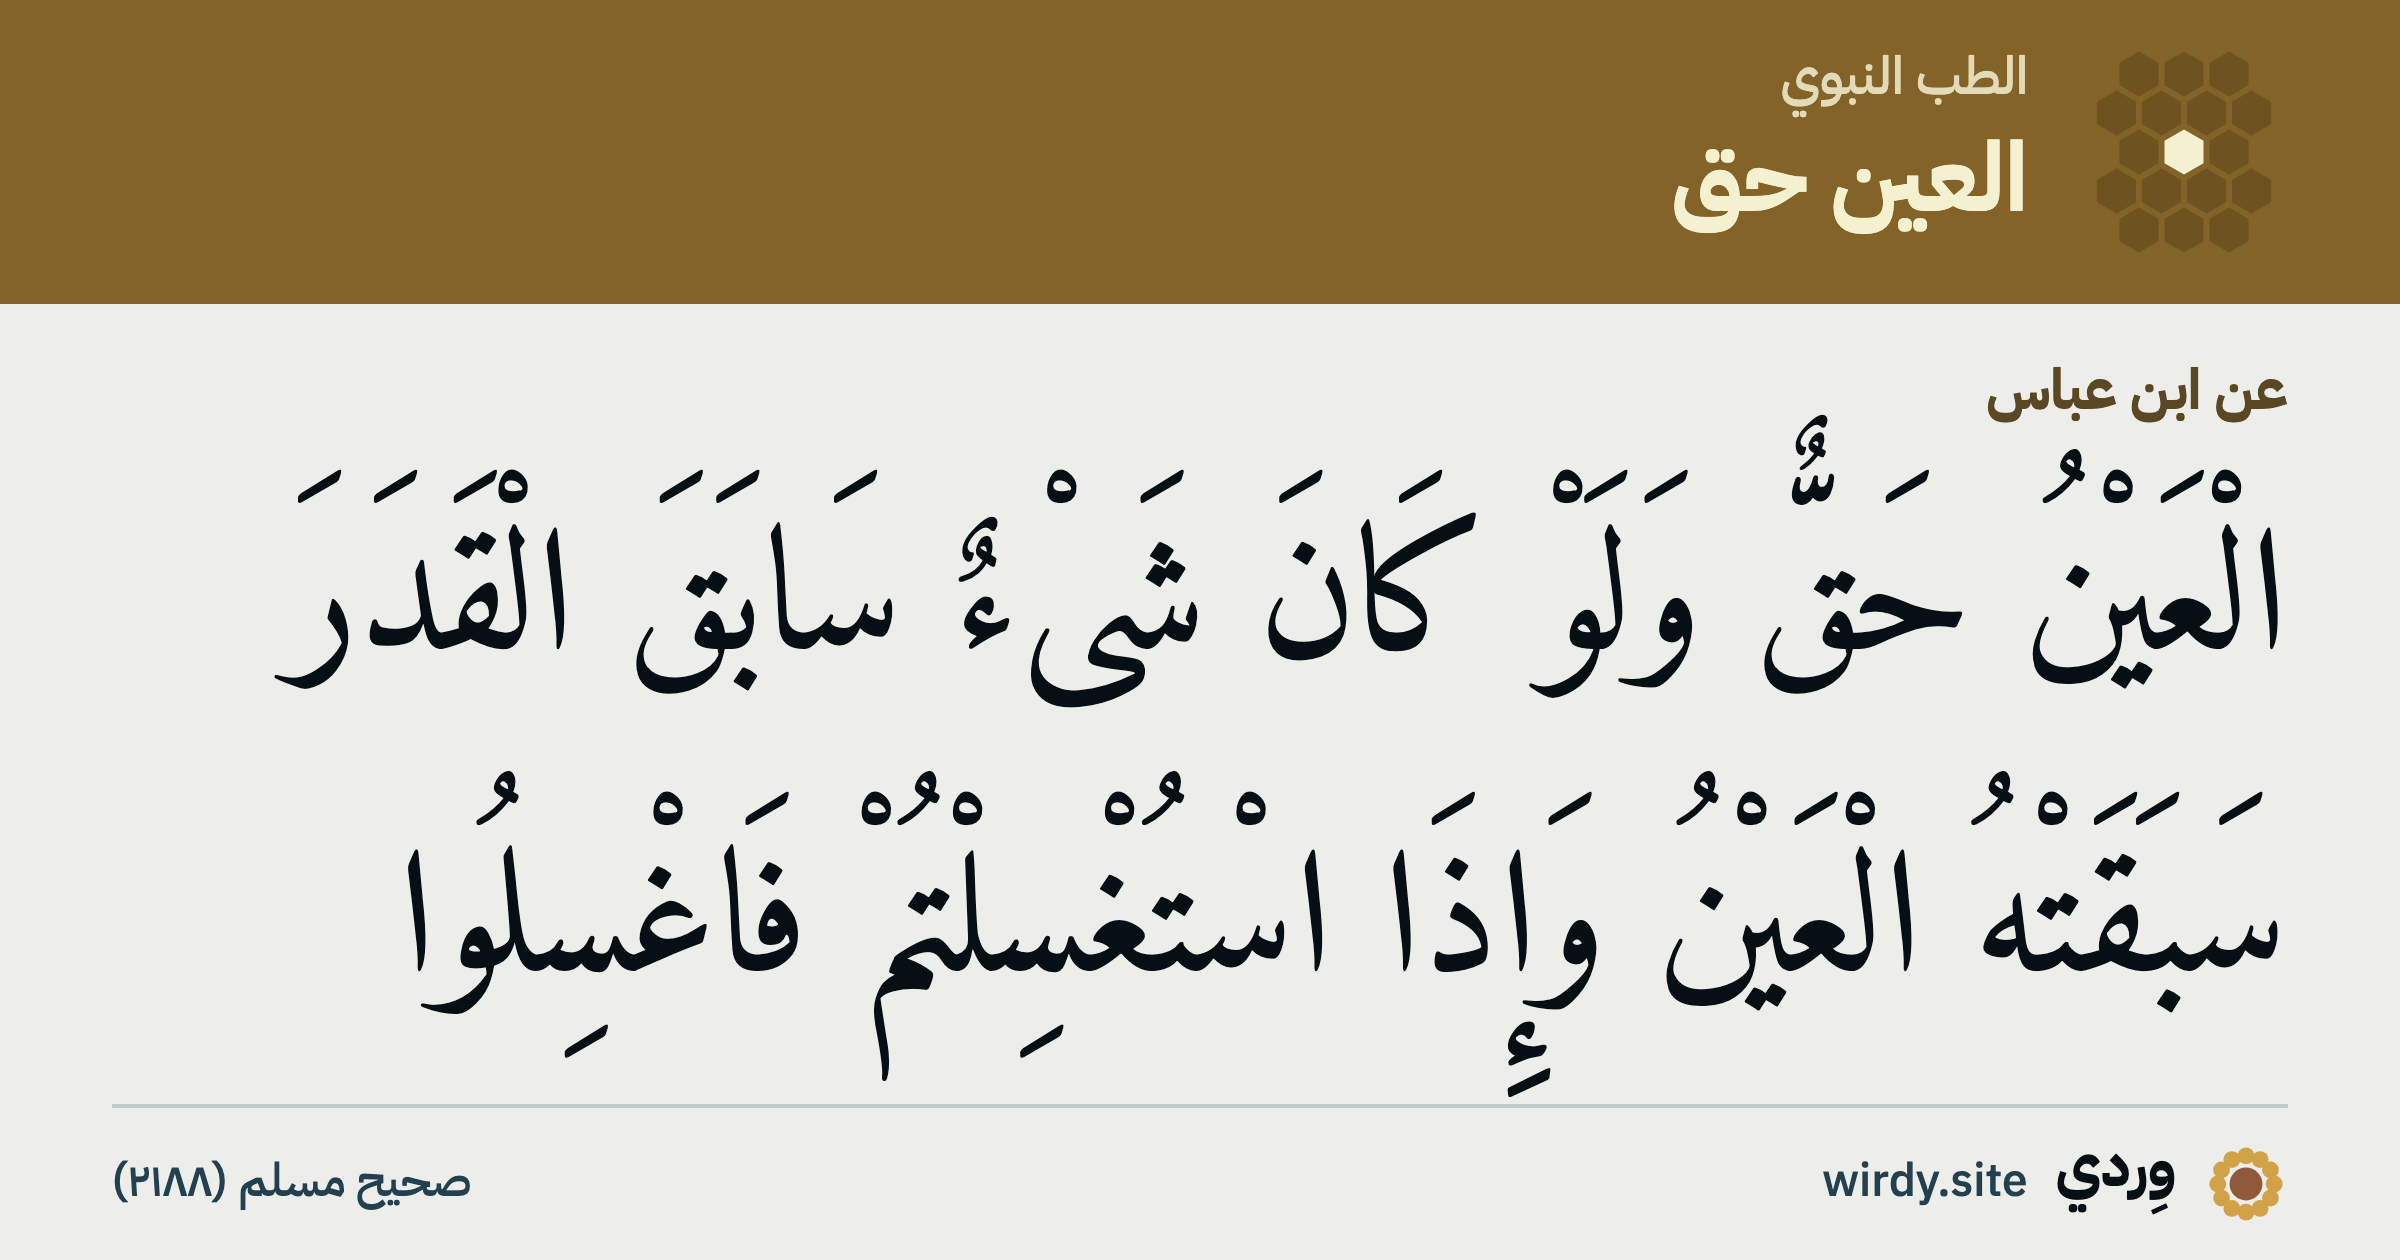 الطب النبوي
العين حق
عن ابن عباس
الْعَيْنُ حَقٌّ وَلَوْ كَانَ شَىْءٌ سَابَقَ الْقَدَرَ
سَبَقَتْهُ الْعَيْنُ وَإِذَا اسْتُغْسِلْتُمْ فَاغْسِلُوا
وِردي wirdy.site
صحيح مسلم (٢١٨٨)